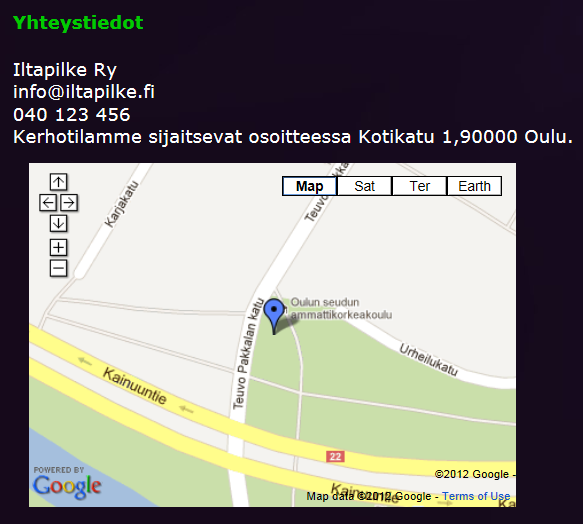 Yhteystiedot
Iltapilke Ry
info@iltapilke.fi
040 123 456
Kerhotilamme sijaitsevat osoitteessa Kotikatu 1,90000 Oulu.
Map Sat Ter Earth
Karjakatu
Teuvo
Oulun seudun
ammattikorkeakoulu
Teuvo Pakkalan katu
Urheilukatu
Kainuuntie
22
©2012 Google -
POWERED BY
Google
Kainuuntie
Map data ©2012 Google - Terms of Use
Ka